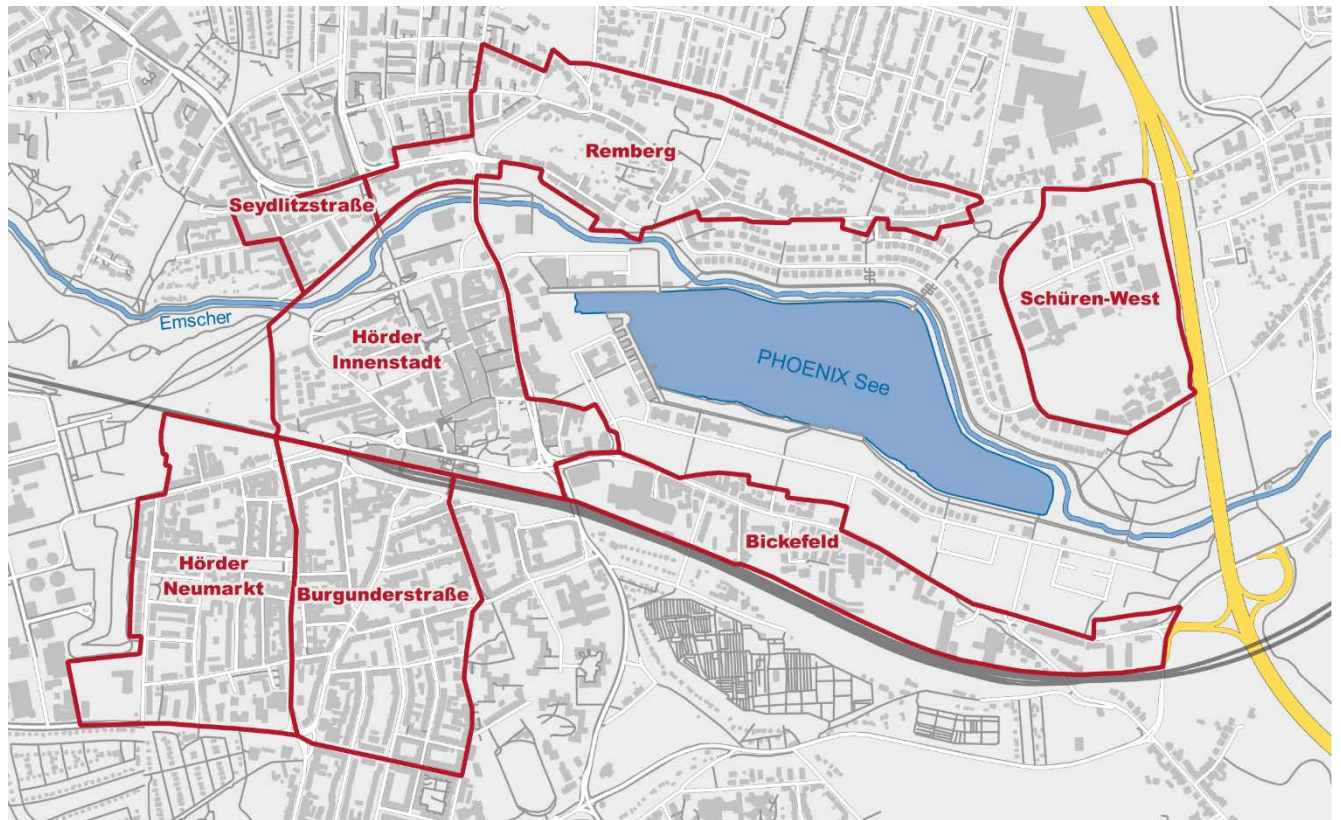 Remberg
Seydlitzstraße
Schüren-West
Emscher
Hörder
Innenstadt
PHOENIX See
Bickefeld
Hörder
Neumarkt
Burgunderstraße